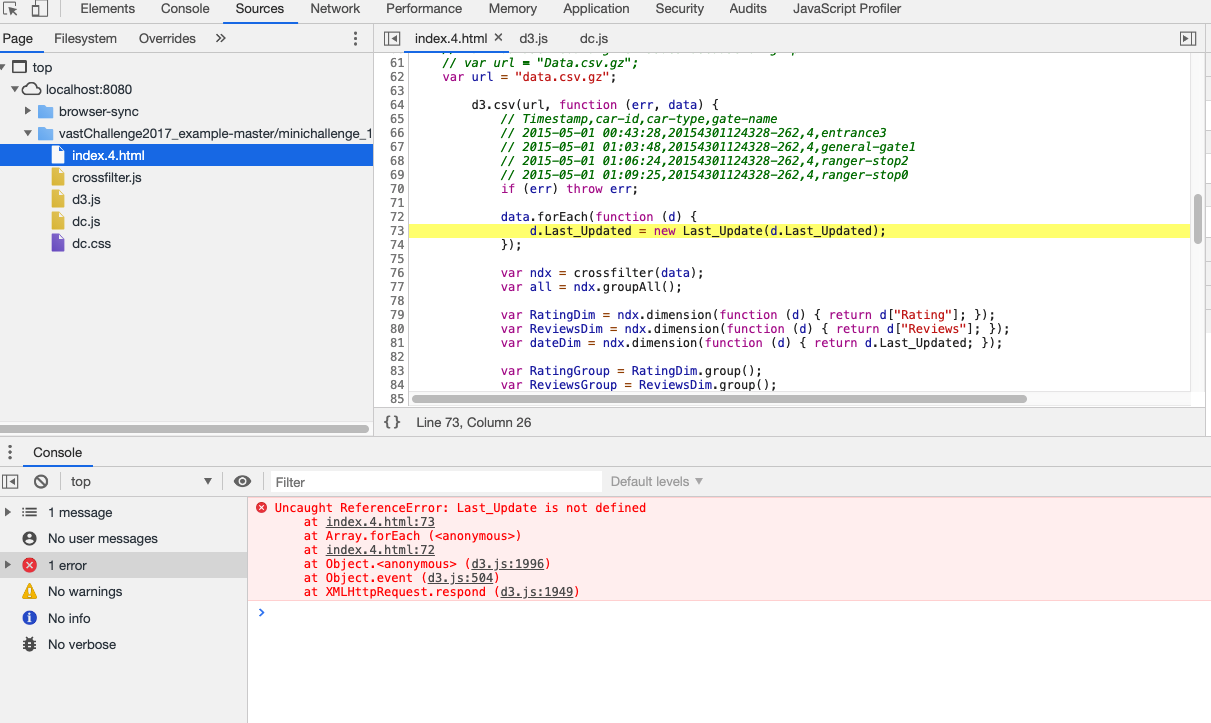 Elements Console Sources Network Performance Memory Application Security Audits JavaScript Profiler
Page Filesystem Overrides »
index.4.html × d3.js dc.js
top
localhost:8080
browser-sync
vastChallenge2017_example-master/minichallenge_1
index.4.html
crossfilter.js
d3.js
dc.js
dc.css
61 // var url = "Data.csv.gz";
62 var url = "data.csv.gz";
63
64 d3.csv(url, function (err, data) {
65 // Timestamp,car-id,car-type,gate-name
66 // 2015-05-01 00:43:28,20154301124328-262,4,entrance3
67 // 2015-05-01 01:03:48,20154301124328-262,4,general-gate1
68 // 2015-05-01 01:06:24,20154301124328-262,4,ranger-stop2
69 // 2015-05-01 01:09:25,20154301124328-262,4,ranger-stop0
70 if (err) throw err;
71
72 data.forEach(function (d) {
73 d.Last_Updated = new Last_Update(d.Last_Updated);
74 });
75
76 var ndx = crossfilter(data);
77 var all = ndx.groupAll();
78
79 var RatingDim = ndx.dimension(function (d) { return d["Rating"]; });
80 var ReviewsDim = ndx.dimension(function (d) { return d["Reviews"]; });
81 var dateDim = ndx.dimension(function (d) { return d.Last_Updated; });
82
83 var RatingGroup = RatingDim.group();
84 var ReviewsGroup = ReviewsDim.group();
85
{} Line 73, Column 26
Console
top
Filter
Default levels ▼
1 message
No user messages
1 error
No warnings
No info
No verbose
Uncaught ReferenceError: Last_Update is not defined
at index.4.html:73
at Array.forEach (<anonymous>)
at index.4.html:72
at Object.<anonymous> (d3.js:1996)
at Object.event (d3.js:504)
at XMLHttpRequest.respond (d3.js:1949)
>